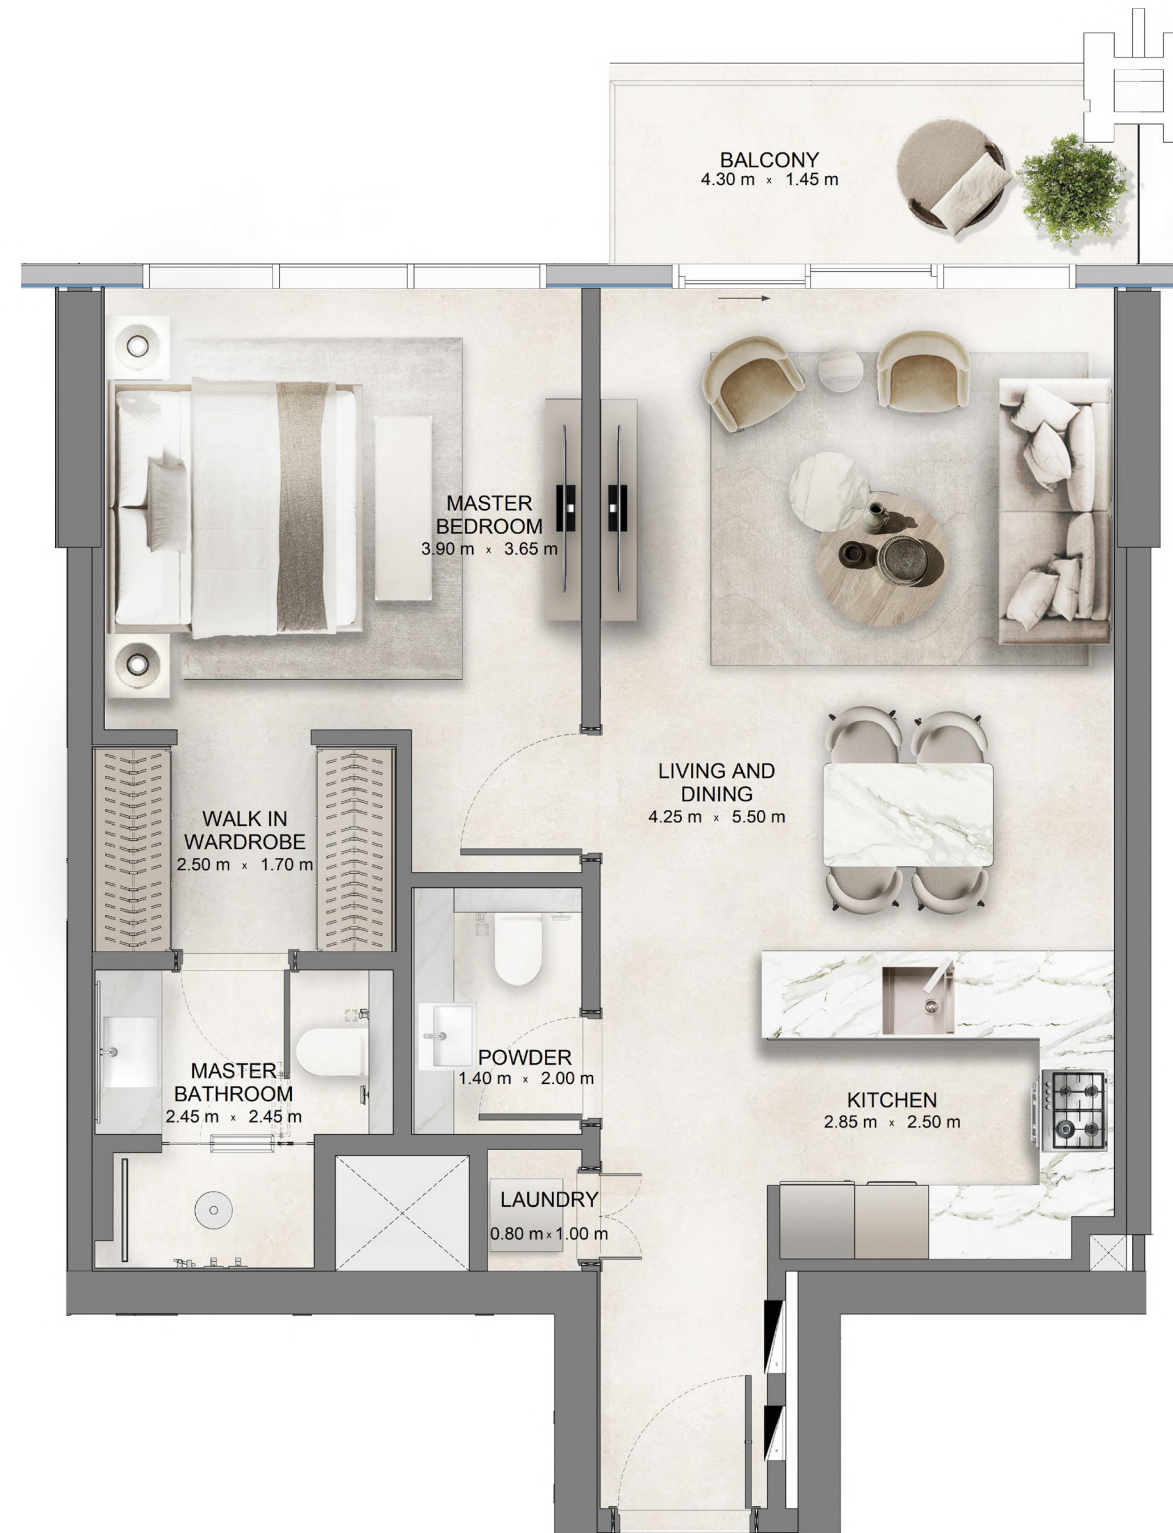 BALCONY
4.30 m x 1.45 m
MASTER
BEDROOM
3.90 m x 3.65 m
LIVING AND
DINING
4.25 m x 5.50 m
WALK IN
WARDROBE
2.50 m x 1.70 m
MASTER
BATHROOM
2.45 m x 2.45 m
POWDER
1.40 m x 2.00 m
KITCHEN
2.85 m x 2.50 m
LAUNDRY
0.80 m x 1.00 m